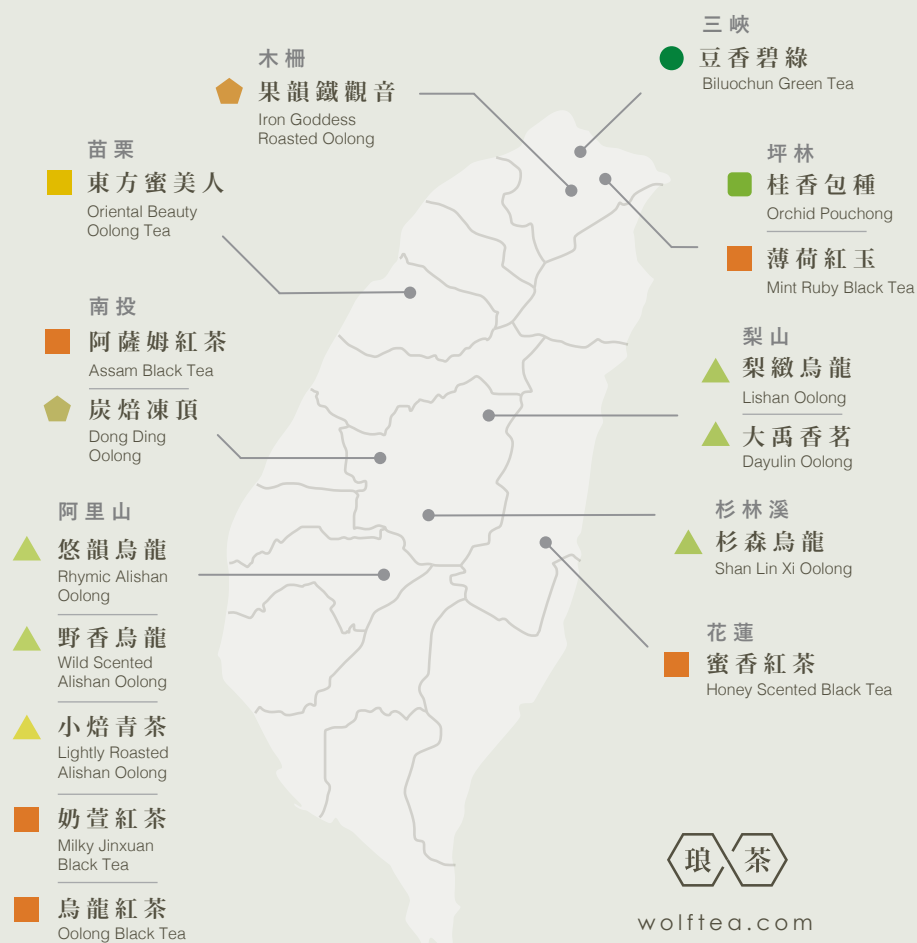 三峽
豆香碧綠
Biluochun Green Tea
木柵
果韻鐵觀音
Iron Goddess
Roasted Oolong
苗栗
東方蜜美人
Oriental Beauty
Oolong Tea
坪林
桂香包種
Orchid Pouchong
薄荷紅玉
Mint Ruby Black Tea
南投
阿薩姆紅茶
Assam Black Tea
炭焙凍頂
Dong Ding
Oolong
梨山
梨緻烏龍
Lishan Oolong
大禹香茗
Dayulin Oolong
阿里山
悠韻烏龍
Rhymic Alishan
Oolong
野香烏龍
Wild Scented
Alishan Oolong
小焙青茶
Lightly Roasted
Alishan Oolong
奶萱紅茶
Milky Jinxuan
Black Tea
烏龍紅茶
Oolong Black Tea
杉林溪
杉森烏龍
Shan Lin Xi Oolong
花蓮
蜜香紅茶
Honey Scented Black Tea
琅茶
wolftea.com